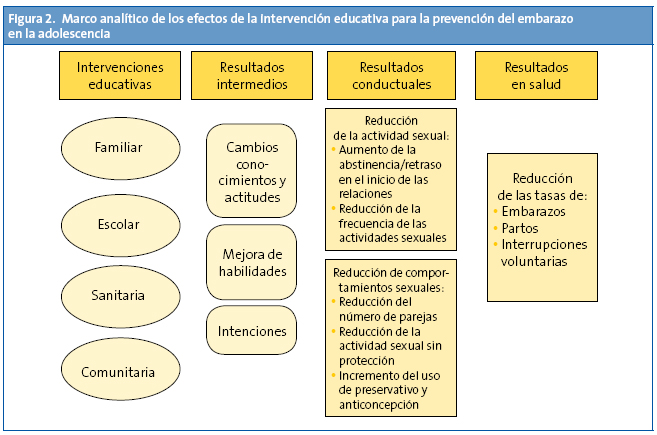 Figura 2. Marco analítico de los efectos de la intervención educativa para la prevención del embarazo
en la adolescencia
Intervenciones
educativas
Familiar
Escolar
Sanitaria
Comunitaria
Resultados
intermedios
Cambios
cono-
cimientos y
actitudes
Mejora de
habilidades
Intenciones
Resultados
conductuales
Reducción
de la actividad sexual:
• Aumento de la
abstinencia/retraso
en el inicio de las
relaciones
• Reducción de la
frecuencia de las
actividades sexuales
Reducción de compor-
tamientos sexuales:
• Reducción del
número de parejas
• Reducción de la
actividad sexual sin
protección
• Incremento del uso
de preservativo y
anticoncepción
Resultados
en salud
Reducción
de las tasas de:
• Embarazos
• Partos
• Interrupciones
voluntarias